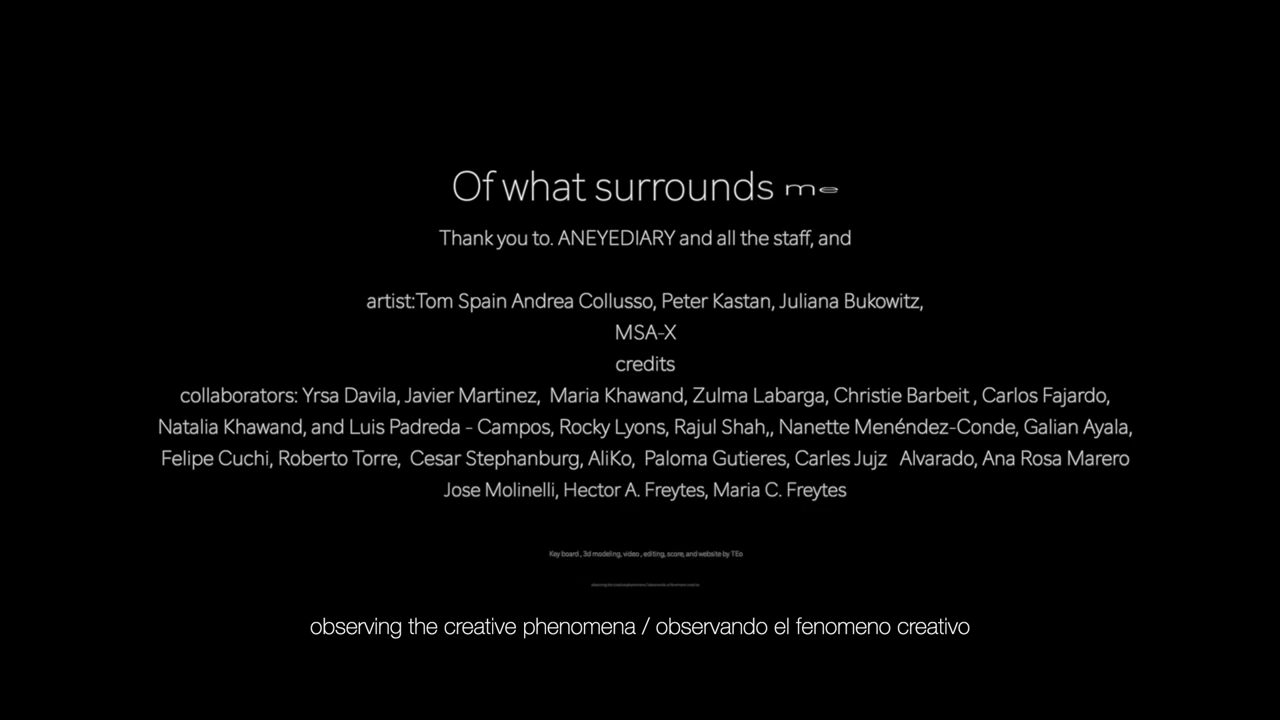 Of what surrounds me
Thank you to. ANEYEDIARY and all the staff, and
artist:Tom Spain Andrea Collusso, Peter Kastan, Juliana Bukowitz,
MSA-X
credits
collaborators: Yrsa Davila, Javier Martinez, Maria Khawand, Zulma Labarga, Christie Barbeit , Carlos Fajardo,
Natalia Khawand, and Luis Padreda - Campos, Rocky Lyons, Rajul Shah,, Nanette Menéndez-Conde, Galian Ayala,
Felipe Cuchi, Roberto Torre, Cesar Stephanburg, AliKo, Paloma Gutieres, Carles Jujz Alvarado, Ana Rosa Marero
Jose Molinelli, Hector A. Freytes, Maria C. Freytes
Key board , 3d modeling, video , editing, score, and website by TEo
observing the creative phenomena / observando el fenomeno creativo